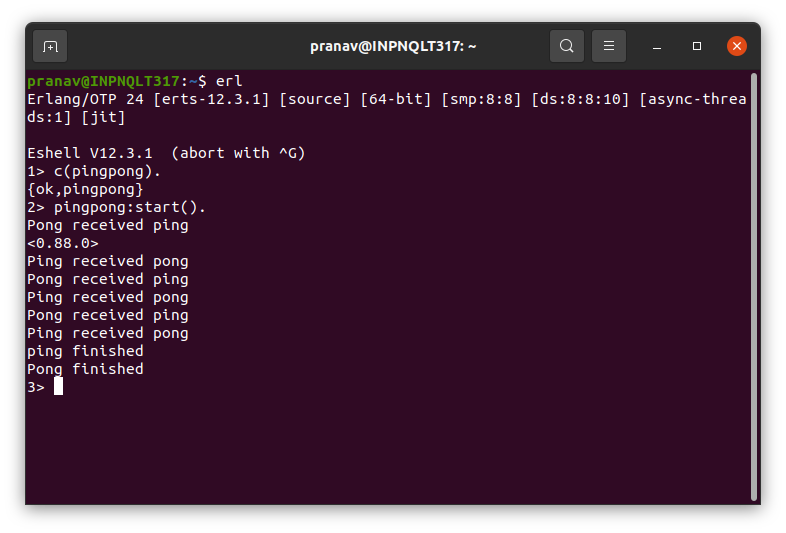 pranav@INPNQLT317: ~
pranav@INPNQLT317:~$ erl
Erlang/OTP 24 [erts-12.3.1] [source] [64-bit] [smp:8:8] [ds:8:8:10] [async-threa
ds:1] [jit]
Eshell V12.3.1  (abort with ^G)
1> c(pingpong).
{ok,pingpong}
2> pingpong:start().
Pong received ping
<0.88.0>
Ping received pong
Pong received ping
Ping received pong
Pong received ping
Ping received pong
ping finished
Pong finished
3>